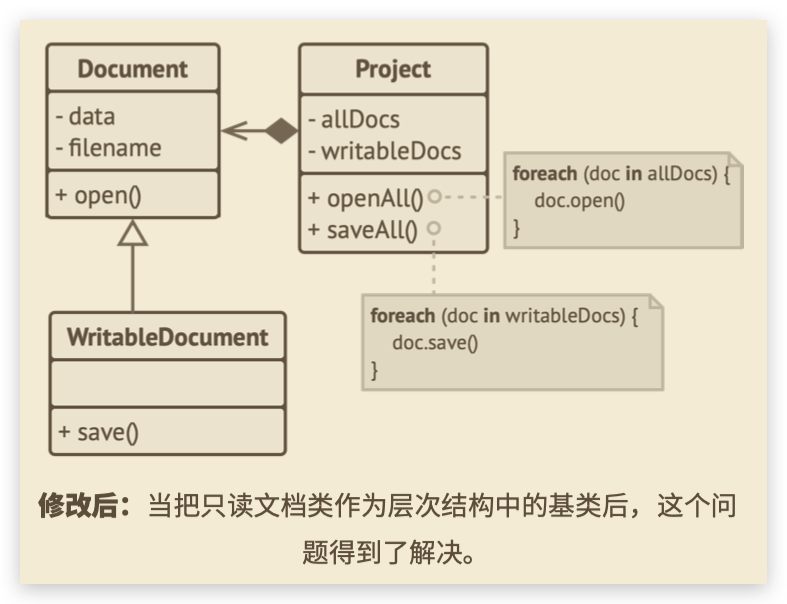 Document
- data
- filename
+ open()
Project
- allDocs
- writableDocs
+ openAll()
+ saveAll()
foreach (doc in allDocs) {
doc.open()
}
foreach (doc in writableDocs) {
doc.save()
}
WritableDocument
+ save()
修改后：当把只读文档类作为层次结构中的基类后，这个问
题得到了解决。